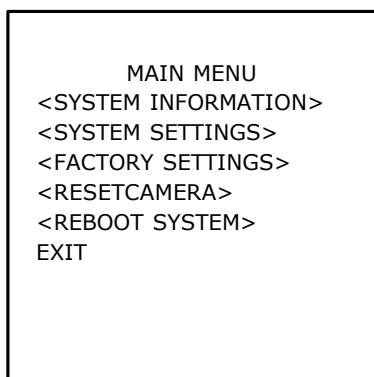 MAIN MENU
<SYSTEM INFORMATION>
<SYSTEM SETTINGS>
<FACTORY SETTINGS>
<RESETCAMERA>
<REBOOT SYSTEM>
EXIT